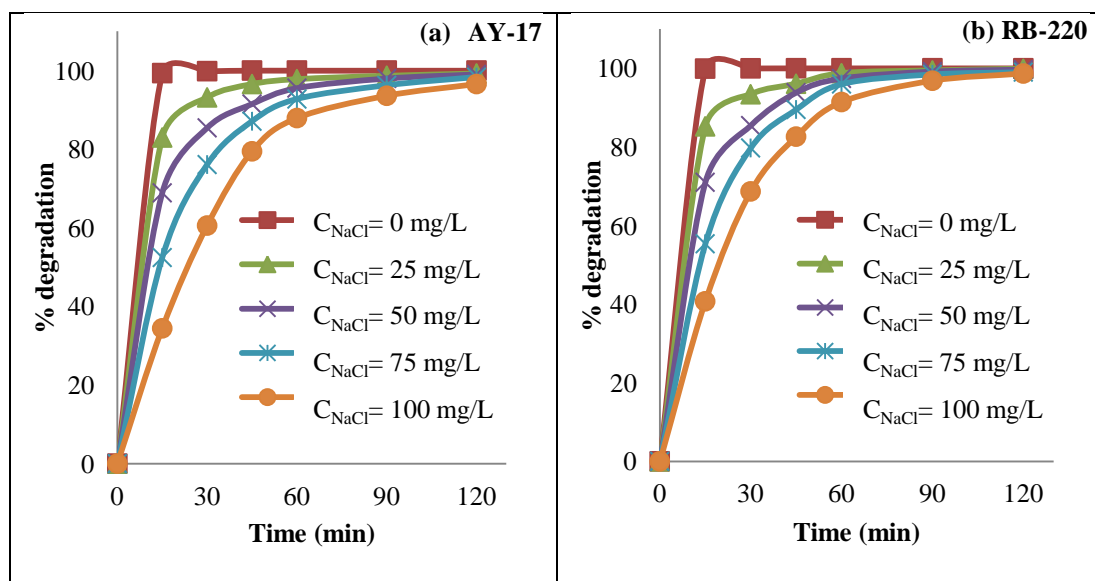 (a) AY-17
% degradation
100
80
60
40
20
0
C_NaCl= 0 mg/L
C_NaCl= 25 mg/L
C_NaCl= 50 mg/L
C_NaCl= 75 mg/L
C_NaCl= 100 mg/L
0 30 60 90 120
Time (min)
(b) RB-220
% degradation
100
80
60
40
20
0
C_NaCl= 0 mg/L
C_NaCl= 25 mg/L
C_NaCl= 50 mg/L
C_NaCl= 75 mg/L
C_NaCl= 100 mg/L
0 30 60 90 120
Time (min)